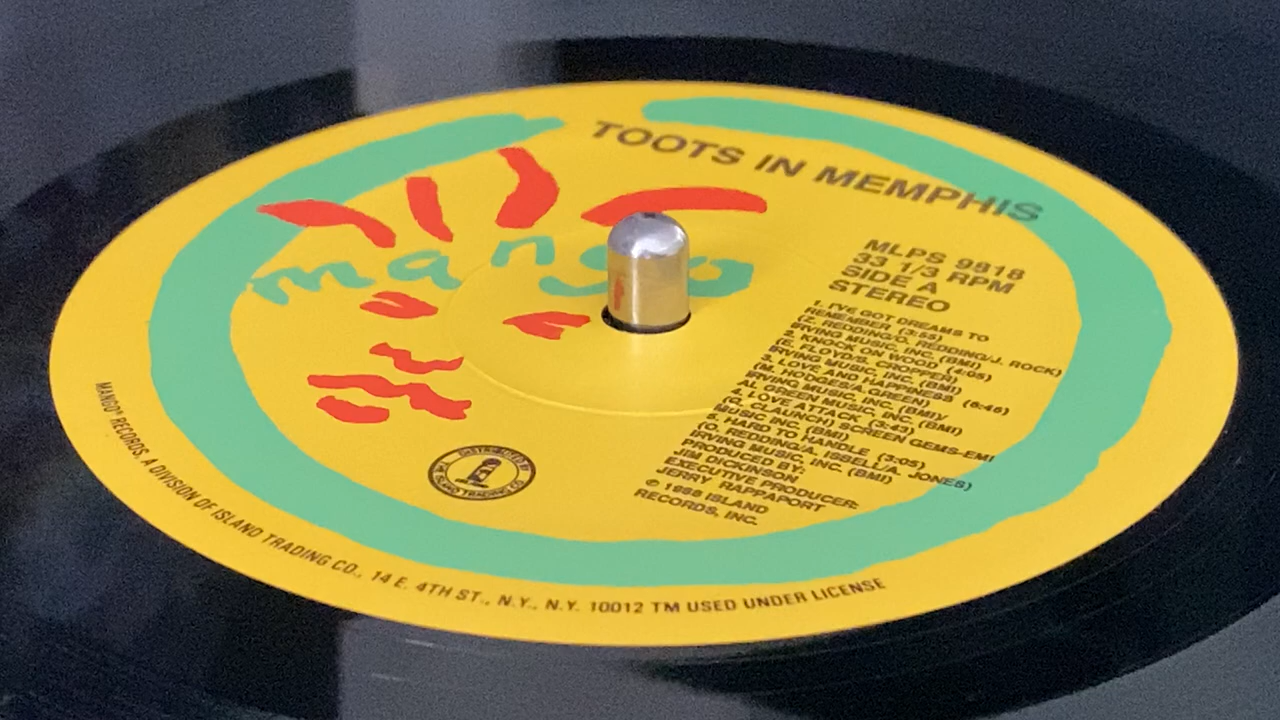 TOOTS IN MEMPHIS
mango
MLPS 9818
33 1/3 RPM
SIDE A
STEREO
1. I'VE GOT DREAMS TO
REMEMBER (3:55)
(Z. REDDING/O. REDDING/J. ROCK)
IRVING MUSIC, INC. (BMI)
2. KNOCK ON WOOD (4:05)
(E. FLOYD/S. CROPPER)
IRVING MUSIC, INC. (BMI)
3. LOVE AND HAPPINESS (6:46)
(M. HODGES/A. GREEN)
IRVING MUSIC, INC. (BMI)/
AL GREEN MUSIC, INC. (BMI)
4. LOVE ATTACK (3:43)
(Q. CLAUNCH) SCREEN GEMS-EMI
MUSIC INC. (BMI)
5. HARD TO HANDLE (3:05)
(O. REDDING/A. ISBELL/A. JONES)
IRVING MUSIC, INC. (BMI)
PRODUCED BY:
JIM DICKINSON
EXECUTIVE PRODUCER:
JERRY RAPPAPORT
© 1988 ISLAND
RECORDS, INC.
DISTRIBUTED BY
ISLAND TRADING CO.
MANGO® RECORDS, A DIVISION OF ISLAND TRADING CO., 14 E. 4TH ST., N.Y., N.Y. 10012 TM USED UNDER LICENSE